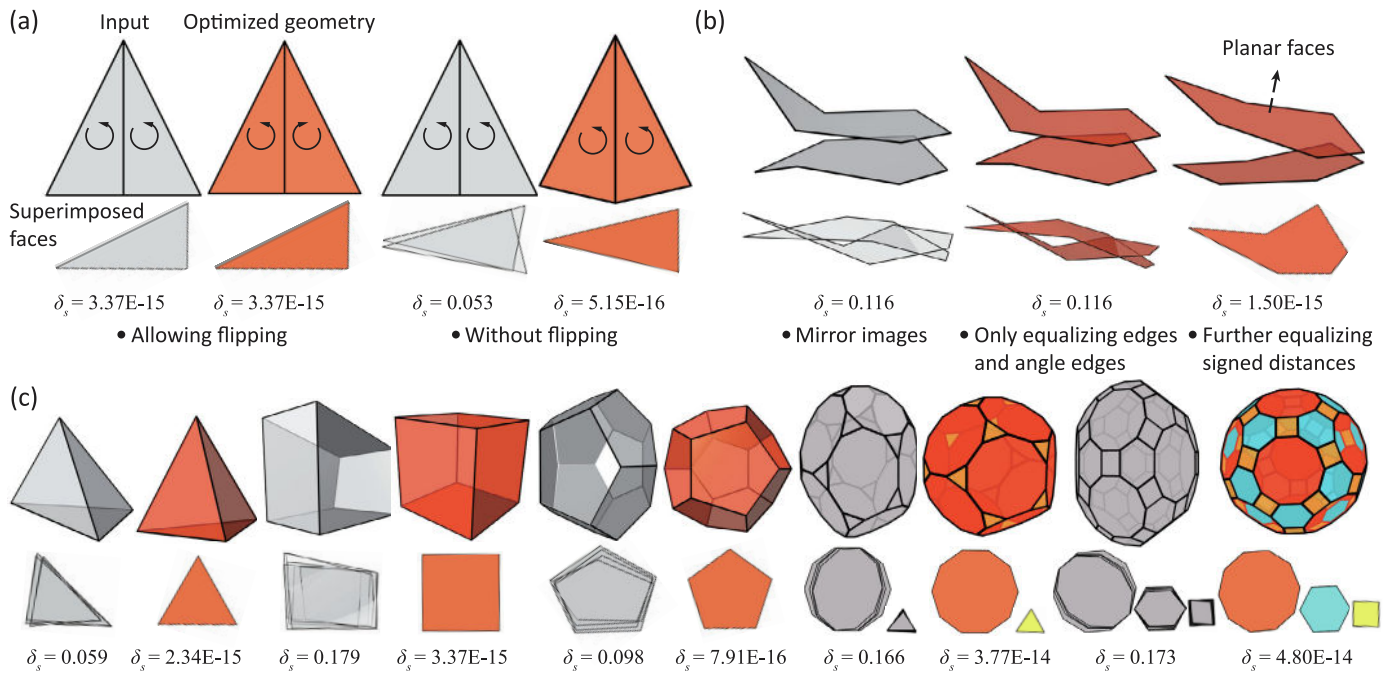 (a)
Input
Optimized geometry
Superimposed
faces
δs = 3.37E-15
δs = 3.37E-15
δs = 0.053
δs = 5.15E-16
• Allowing flipping
• Without flipping
(b)
Planar faces
δs = 0.116
δs = 0.116
δs = 1.50E-15
• Mirror images
• Only equalizing edges
and angle edges
• Further equalizing
signed distances
(c)
δs = 0.059
δs = 2.34E-15
δs = 0.179
δs = 3.37E-15
δs = 0.098
δs = 7.91E-16
δs = 0.166
δs = 3.77E-14
δs = 0.173
δs = 4.80E-14